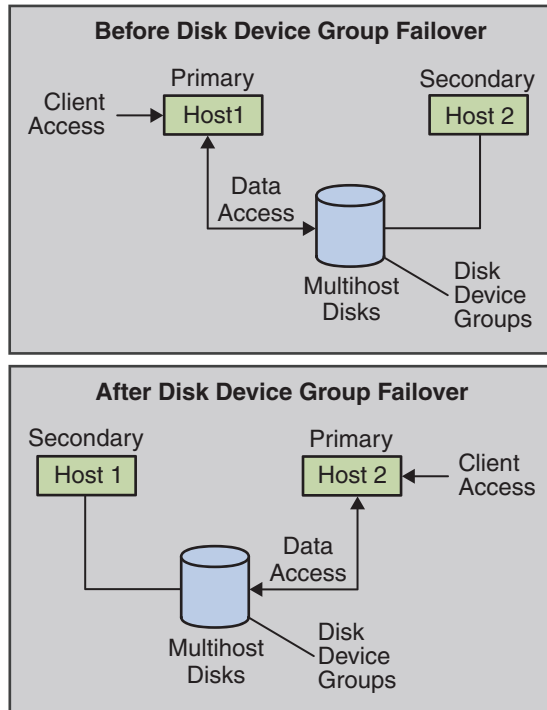 Before Disk Device Group Failover
Primary
Secondary
Client
Access
Host1
Host 2
Data
Access
Multihost
Disks
Disk
Device
Groups
After Disk Device Group Failover
Secondary
Primary
Host 1
Host 2
Client
Access
Data
Access
Multihost
Disks
Disk
Device
Groups